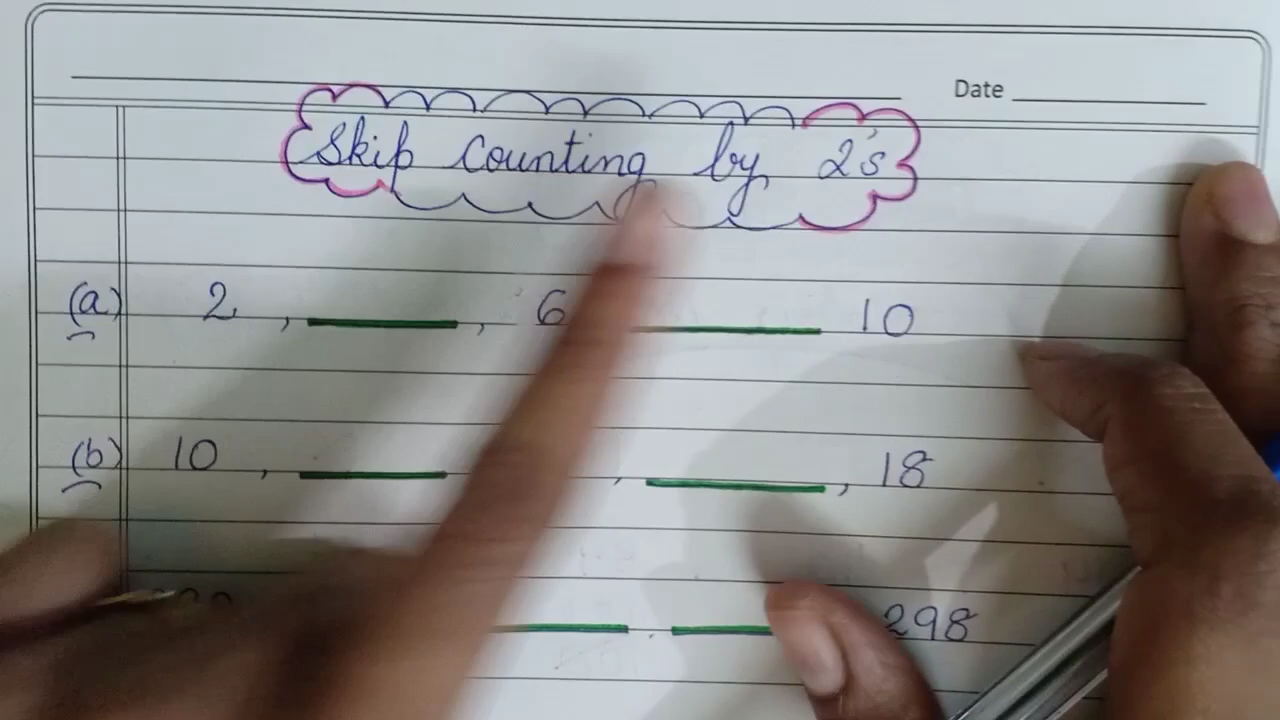 Date
Skip Counting by 2's
(a) 2, ____, 6 ____ 10
(b) 10, ____ , ____, 18
____ , ____ 298